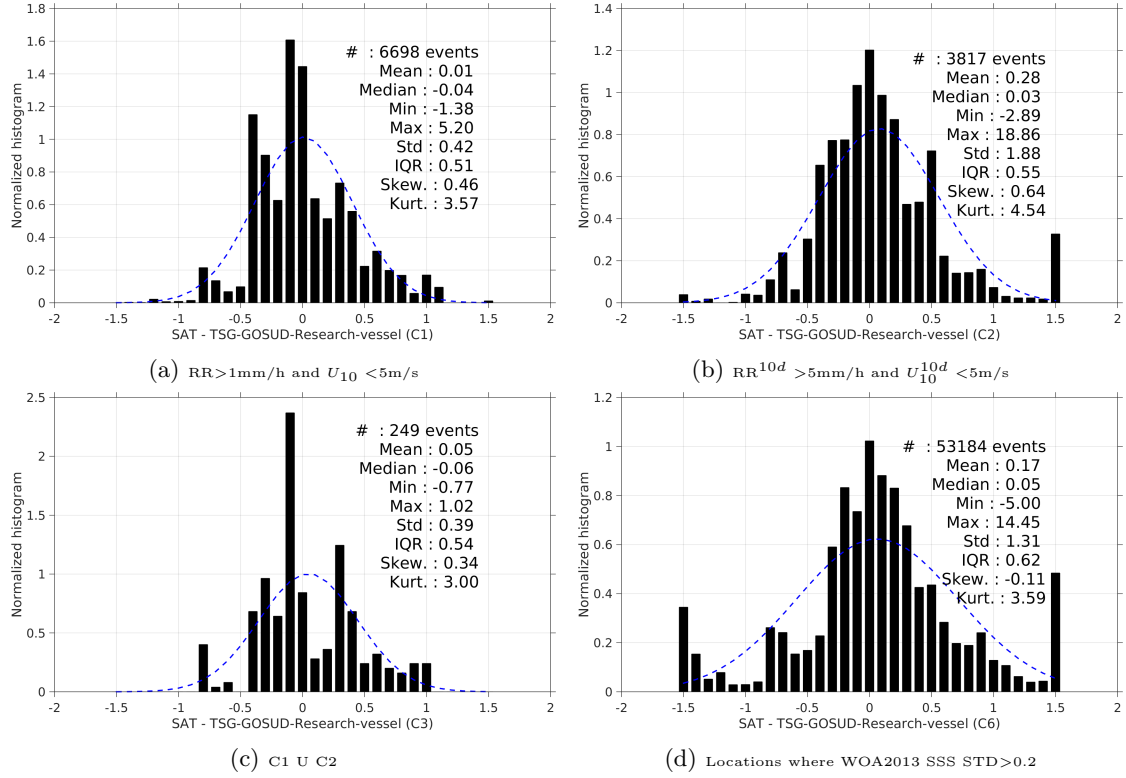 1.8
1.6
1.4
1.2
1
0.8
0.6
0.4
0.2
0
Normalized histogram
# : 6698 events
Mean : 0.01
Median : -0.04
Min : -1.38
Max : 5.20
Std : 0.42
IQR : 0.51
Skew. : 0.46
Kurt. : 3.57
-2 -1.5 -1 -0.5 0 0.5 1 1.5 2
SAT - TSG-GOSUD-Research-vessel (C1)
(a) RR>1mm/h and U10 <5m/s
1.4
1.2
1
0.8
0.6
0.4
0.2
0
Normalized histogram
# : 3817 events
Mean : 0.28
Median : 0.03
Min : -2.89
Max : 18.86
Std : 1.88
IQR : 0.55
Skew. : 0.64
Kurt. : 4.54
-2 -1.5 -1 -0.5 0 0.5 1 1.5 2
SAT - TSG-GOSUD-Research-vessel (C2)
(b) RR^10d >5mm/h and U_10^10d <5m/s
2.5
2
1.5
1
0.5
0
Normalized histogram
# : 249 events
Mean : 0.05
Median : -0.06
Min : -0.77
Max : 1.02
Std : 0.39
IQR : 0.54
Skew. : 0.34
Kurt. : 3.00
-2 -1.5 -1 -0.5 0 0.5 1 1.5 2
SAT - TSG-GOSUD-Research-vessel (C3)
(c) C1 U C2
1.2
1
0.8
0.6
0.4
0.2
0
Normalized histogram
# : 53184 events
Mean : 0.17
Median : 0.05
Min : -5.00
Max : 14.45
Std : 1.31
IQR : 0.62
Skew. : -0.11
Kurt. : 3.59
-2 -1.5 -1 -0.5 0 0.5 1 1.5 2
SAT - TSG-GOSUD-Research-vessel (C6)
(d) Locations where WOA2013 SSS STD>0.2